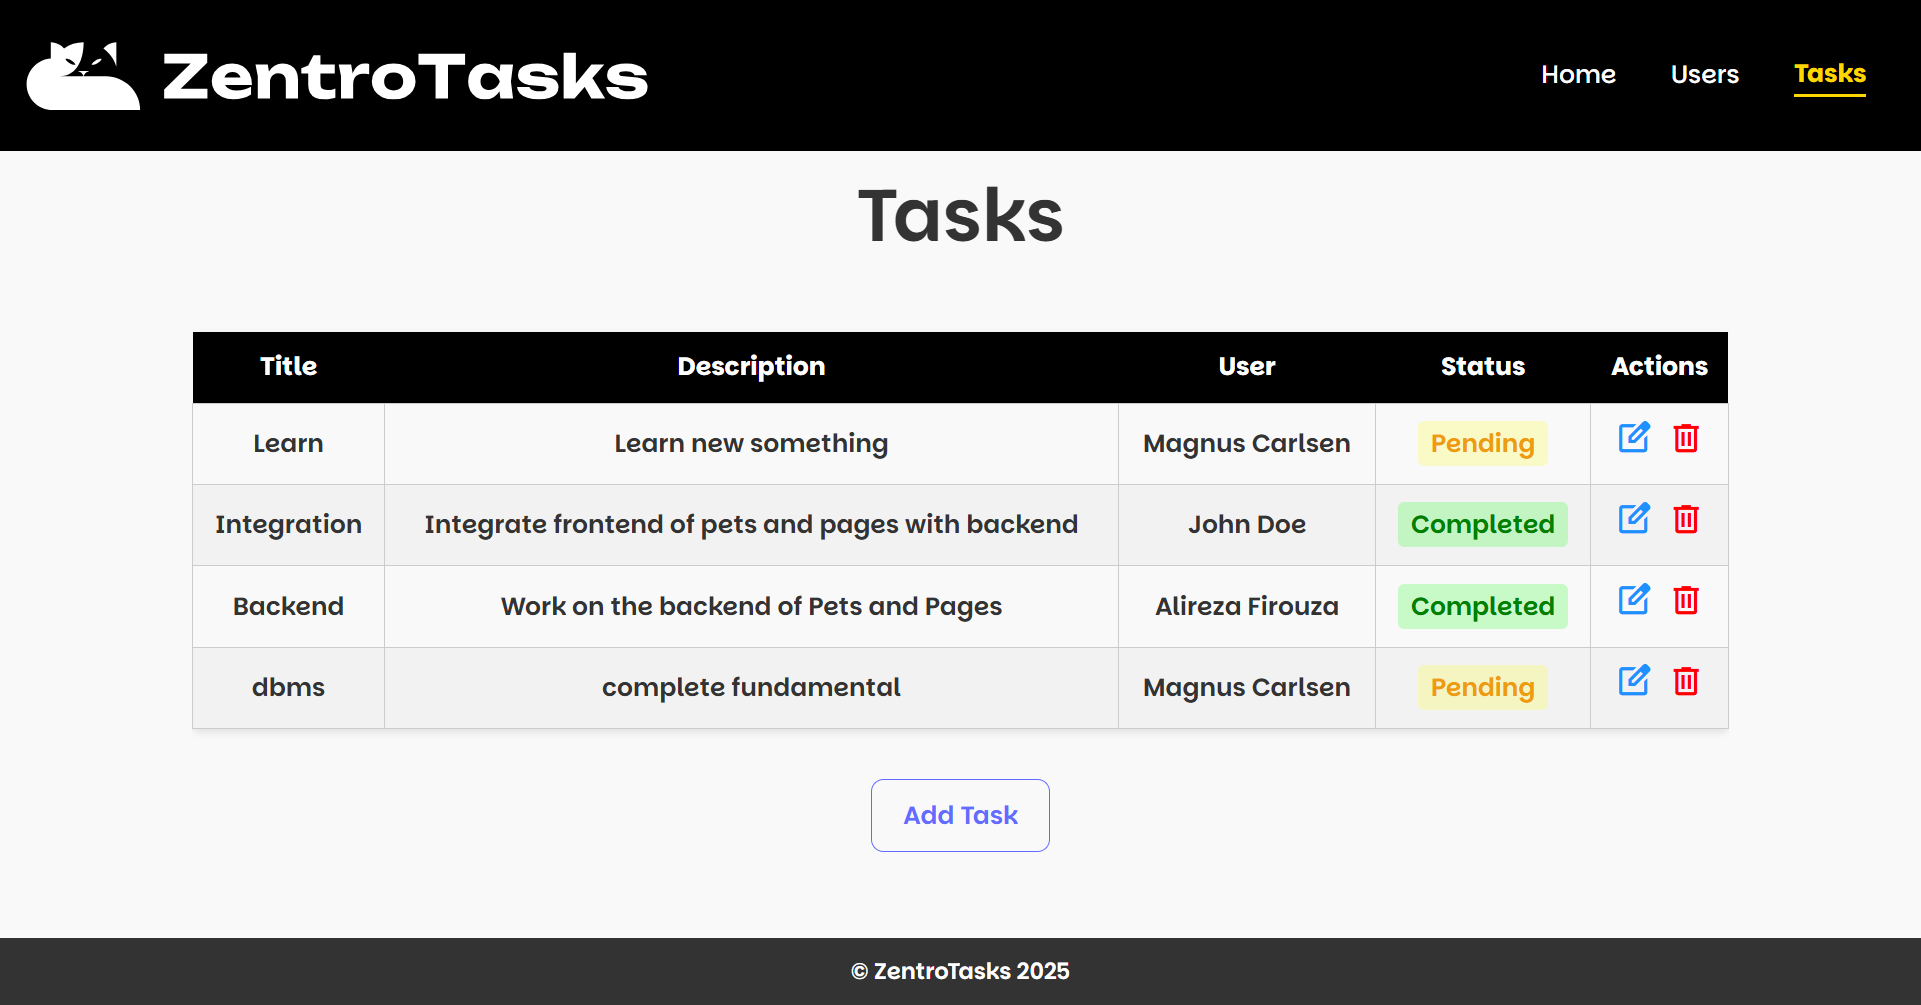 ZentroTasks
Home Users Tasks
Tasks
Title Description User Status Actions
Learn Learn new something Magnus Carlsen Pending
Integration Integrate frontend of pets and pages with backend John Doe Completed
Backend Work on the backend of Pets and Pages Alireza Firouza Completed
dbms complete fundamental Magnus Carlsen Pending
Add Task
© ZentroTasks 2025